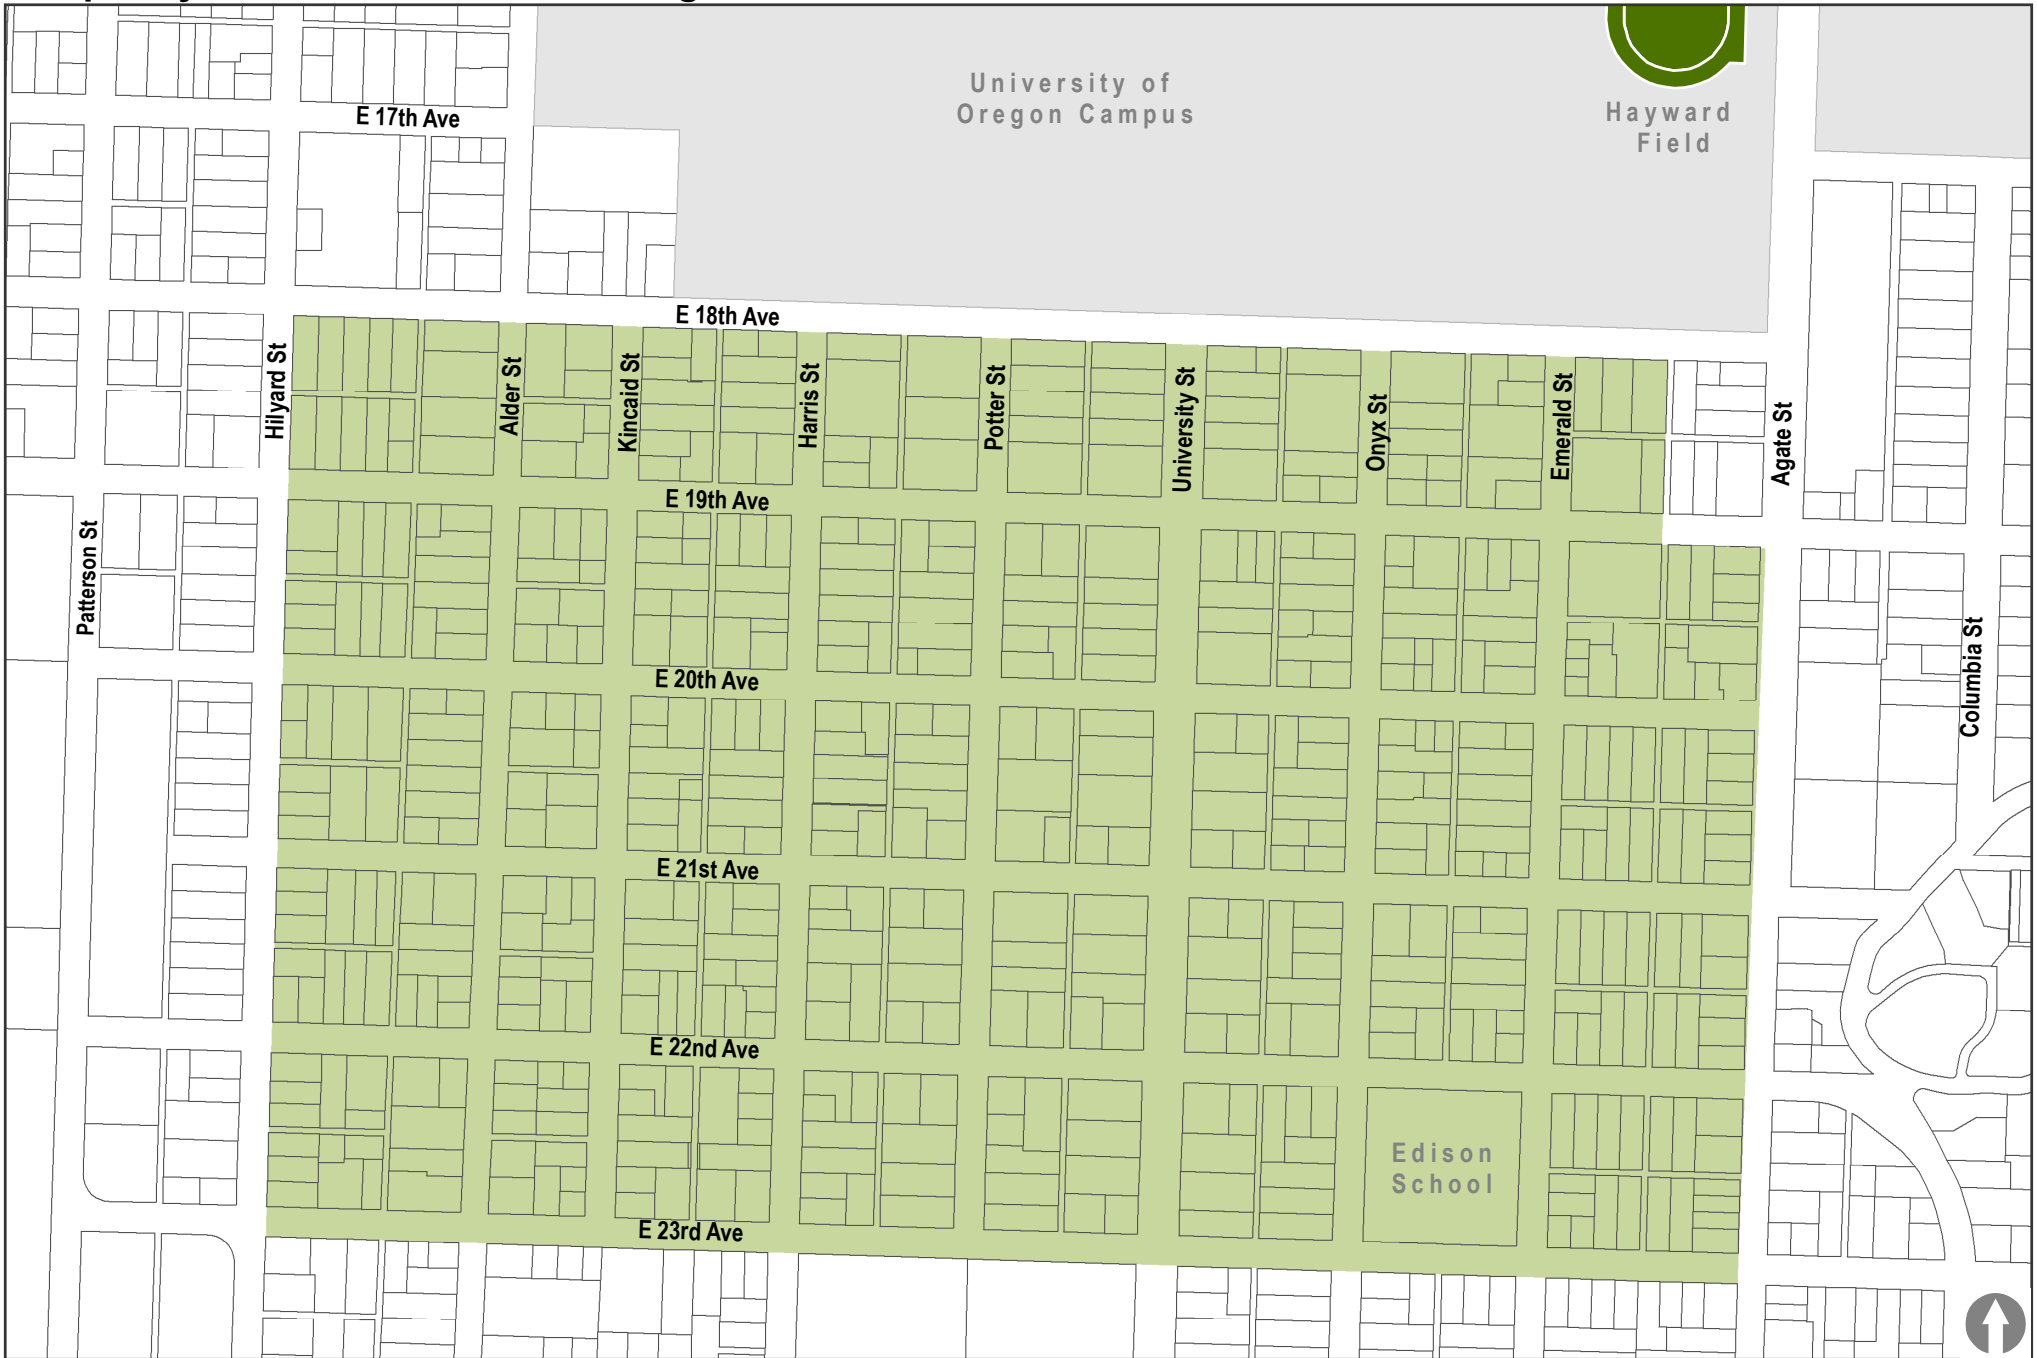 University of
Oregon Campus
Hayward
Field
E 17th Ave
E 18th Ave
Hilyard St
Alder St
Kincaid St
Harris St
Potter St
University St
Onyx St
Emerald St
Agate St
E 19th Ave
Patterson St
Columbia St
E 20th Ave
E 21st Ave
E 22nd Ave
Edison
School
E 23rd Ave